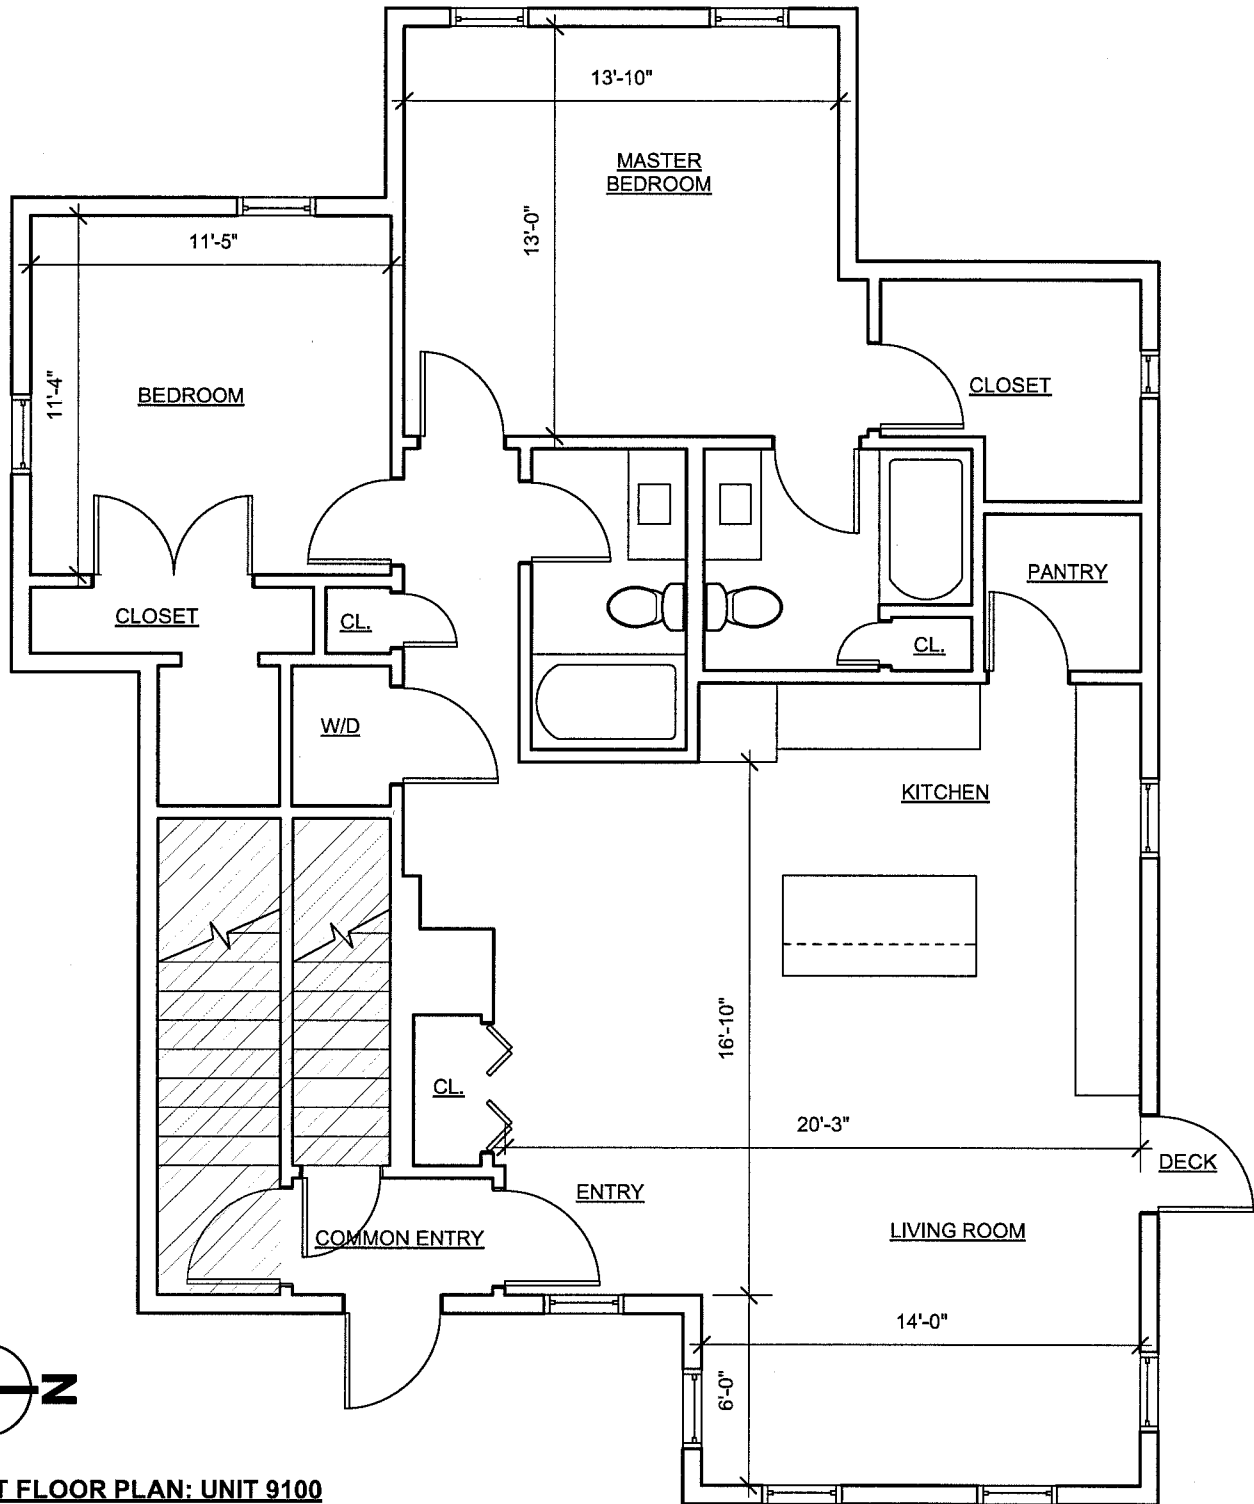 13'-10"
MASTER
BEDROOM
13'-0"
11'-5"
11'-4"
BEDROOM
CLOSET
CLOSET
CL.
PANTRY
CL.
W/D
KITCHEN
16'-10"
CL.
20'-3"
DECK
ENTRY
COMMON ENTRY
LIVING ROOM
14'-0"
6'-0"
N
T FLOOR PLAN: UNIT 9100